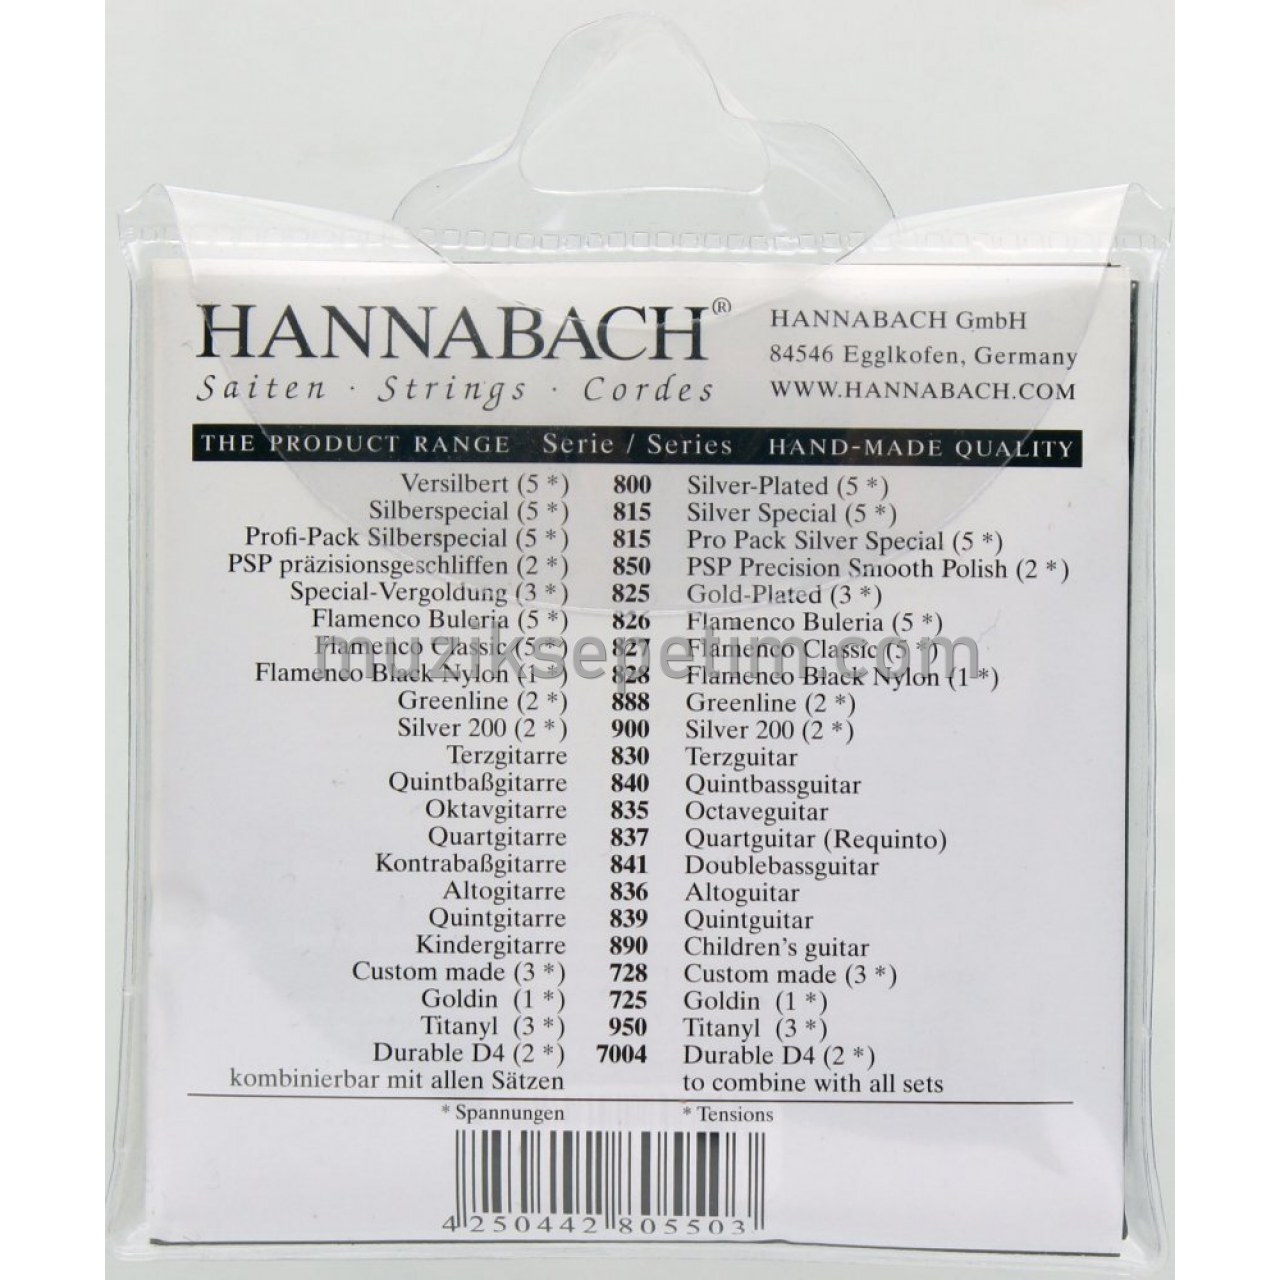 HANNABACH®
Saiten · Strings · Cordes
HANNABACH GmbH
84546 Egglkofen, Germany
WWW.HANNABACH.COM
THE PRODUCT RANGE Serie / Series HAND-MADE QUALITY
Versilbert (5 *) 800 Silver-Plated (5 *)
Silberspecial (5 *) 815 Silver Special (5 *)
Profi-Pack Silberspecial (5 *) 815 Pro Pack Silver Special (5 *)
PSP präzisionsgeschliffen (2 *) 850 PSP Precision Smooth Polish (2 *)
Special-Vergoldung (3 *) 825 Gold-Plated (3 *)
Flamenco Buleria (5 *) 826 Flamenco Buleria (5 *)
Flamenco Classic (5 *) 827 Flamenco Classic (5 *)
muziksepetim.com
Flamenco Black Nylon (1 *) 828 Flamenco Black Nylon (1 *)
Greenline (2 *) 888 Greenline (2 *)
Silver 200 (2 *) 900 Silver 200 (2 *)
Terzgitarre 830 Terzguitar
Quintbaßgitarre 840 Quintbassguitar
Oktavgitarre 835 Octaveguitar
Quartgitarre 837 Quartguitar (Requinto)
Kontrabaßgitarre 841 Doublebassguitar
Altogitarre 836 Altoguitar
Quintgitarre 839 Quintguitar
Kindergitarre 890 Children's guitar
Custom made (3 *) 728 Custom made (3 *)
Goldin (1 *) 725 Goldin (1 *)
Titanyl (3 *) 950 Titanyl (3 *)
Durable D4 (2 *) 7004 Durable D4 (2 *)
kombinierbar mit allen Sätzen to combine with all sets
* Spannungen * Tensions
4 250442 805503